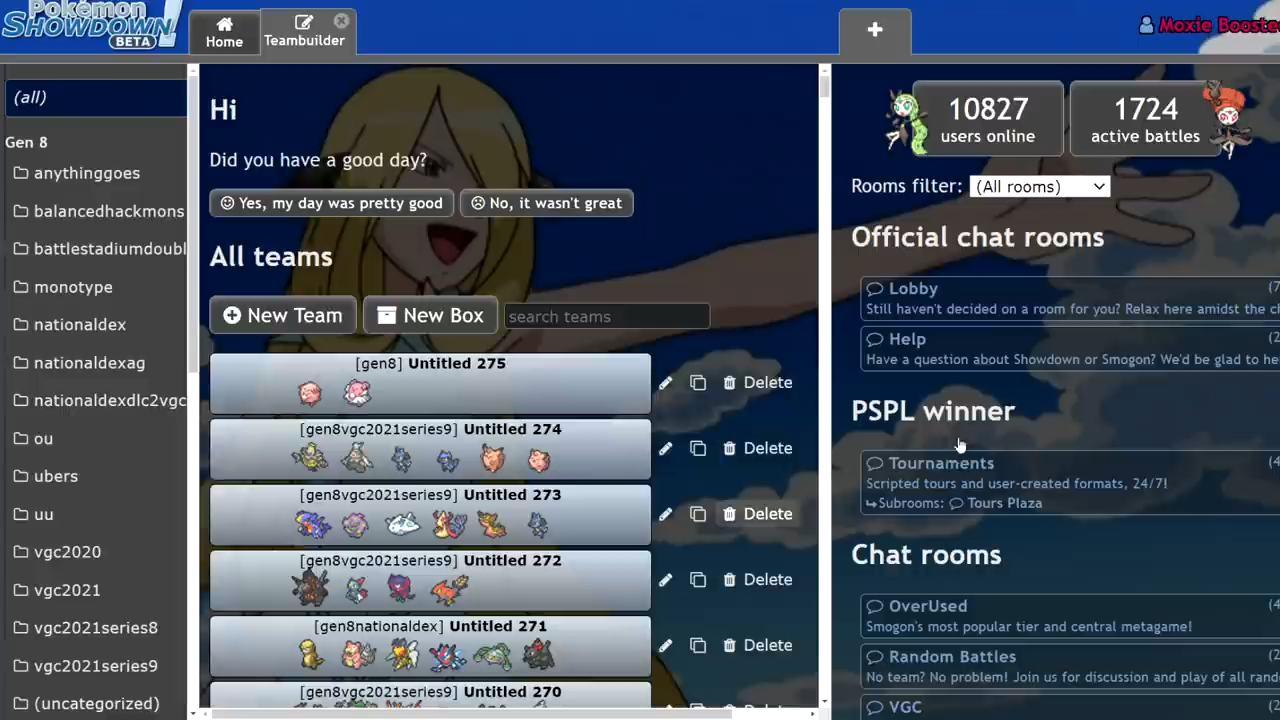 Pokémon
SHOWDOWN!
BETA
Home
Teambuilder
+
Moxie Booste
(all)
Gen 8
anythinggoes
balancedhackmons
battlestadiumdoubl
monotype
nationaldex
nationaldexag
nationaldexdlc2vgc
ou
ubers
uu
vgc2020
vgc2021
vgc2021series8
vgc2021series9
(uncategorized)
Hi
Did you have a good day?
Yes, my day was pretty good
No, it wasn't great
All teams
New Team
New Box
search teams
[gen8] Untitled 275
Delete
[gen8vgc2021series9] Untitled 274
Delete
[gen8vgc2021series9] Untitled 273
Delete
[gen8vgc2021series9] Untitled 272
Delete
[gen8nationaldex] Untitled 271
Delete
[gen8vgc2021series9] Untitled 270
10827
users online
1724
active battles
Rooms filter: (All rooms)
Official chat rooms
Lobby (7
Still haven't decided on a room for you? Relax here amidst the c
Help (2
Have a question about Showdown or Smogon? We'd be glad to he
PSPL winner
Tournaments (4
Scripted tours and user-created formats, 24/7!
↳Subrooms: Tours Plaza
Chat rooms
OverUsed (4
Smogon's most popular tier and central metagame!
Random Battles (2
No team? No problem! Join us for discussion and play of all rand
VGC (2